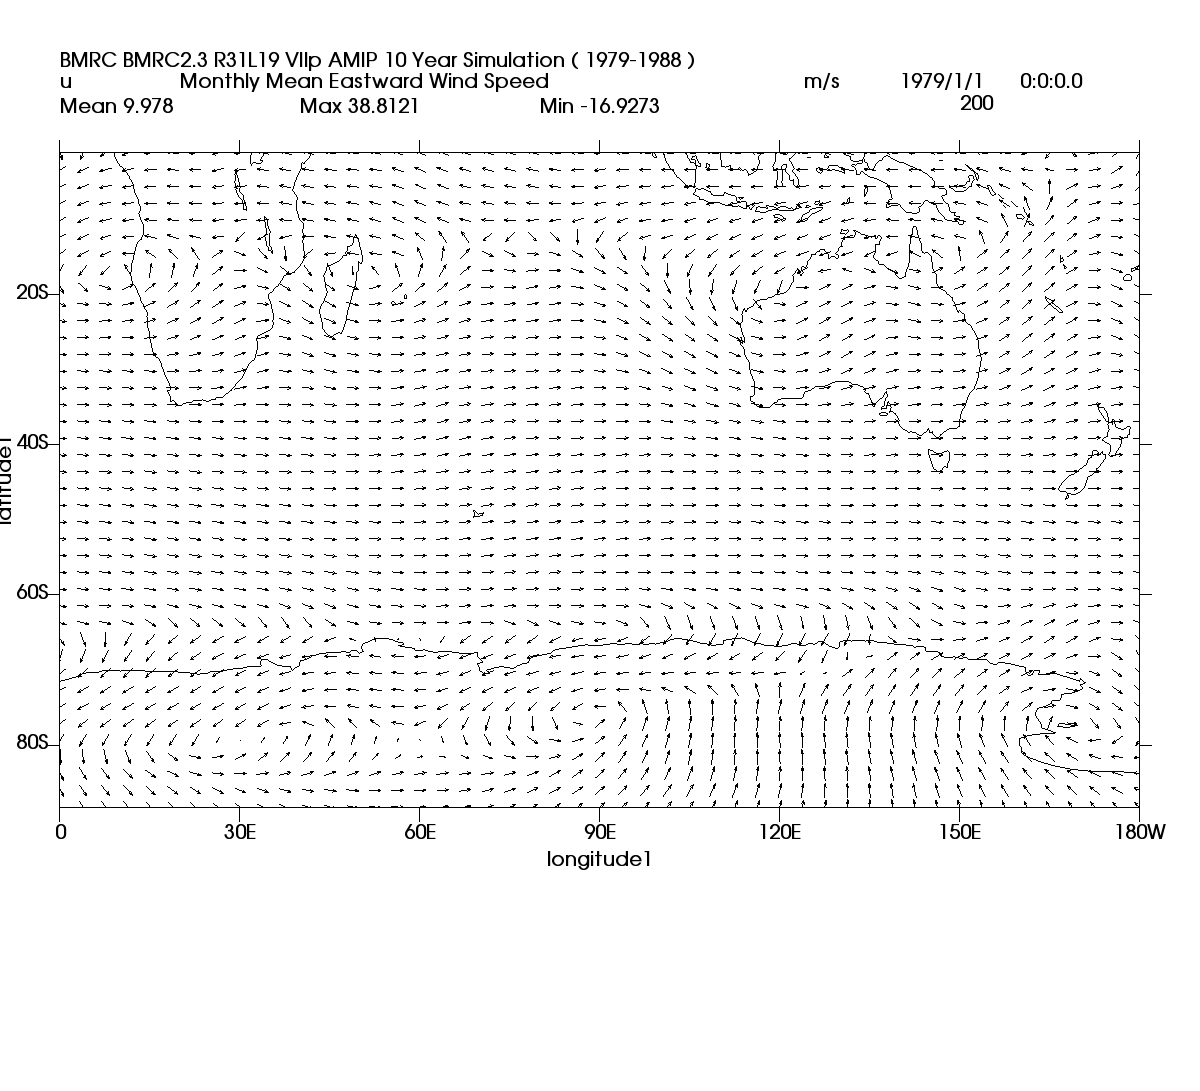 BMRC BMRC2.3 R31L19 VIIp AMIP 10 Year Simulation ( 1979-1988 )
u Monthly Mean Eastward Wind Speed m/s 1979/1/1 0:0:0.0
Mean 9.978 Max 38.8121 Min -16.9273 200
20S
40S
latitude1
60S
80S
0 30E 60E 90E 120E 150E 180W
longitude1